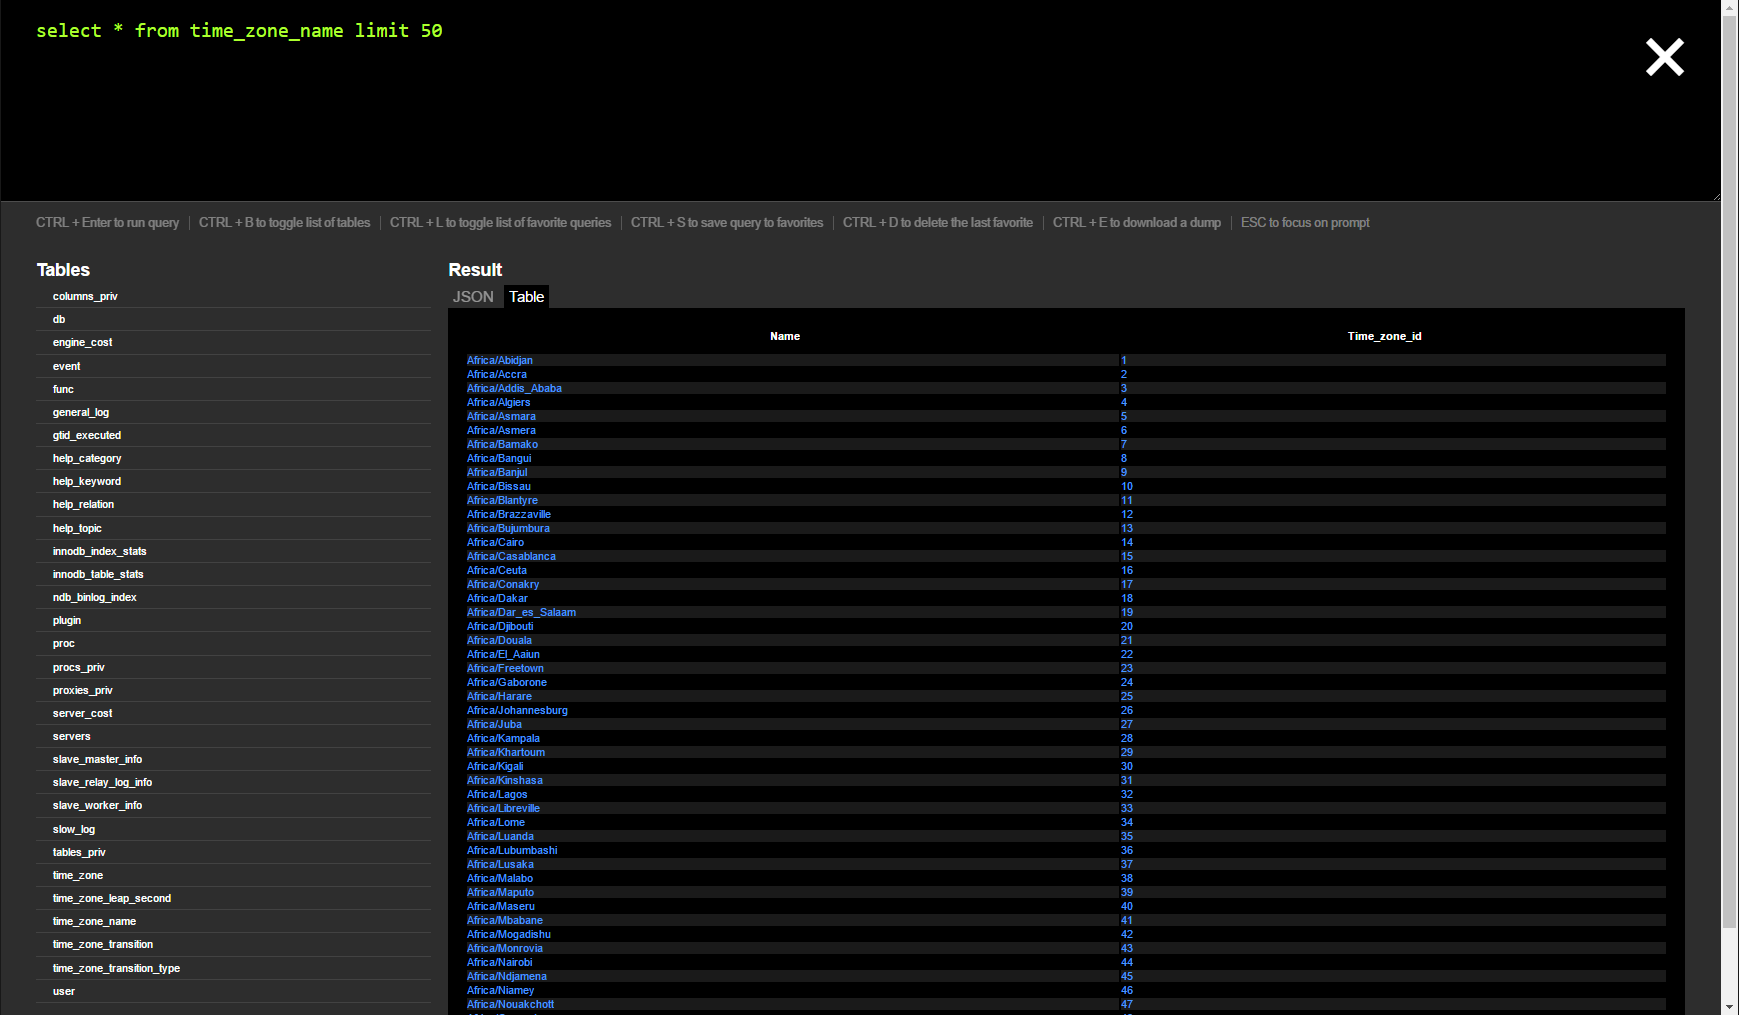 select * from time_zone_name limit 50
CTRL + Enter to run query | CTRL + B to toggle list of tables | CTRL + L to toggle list of favorite queries | CTRL + S to save query to favorites | CTRL + D to delete the last favorite | CTRL + E to download a dump | ESC to focus on prompt
Tables
columns_priv
db
engine_cost
event
func
general_log
gtid_executed
help_category
help_keyword
help_relation
help_topic
innodb_index_stats
innodb_table_stats
ndb_binlog_index
plugin
proc
procs_priv
proxies_priv
server_cost
servers
slave_master_info
slave_relay_log_info
slave_worker_info
slow_log
tables_priv
time_zone
time_zone_leap_second
time_zone_name
time_zone_transition
time_zone_transition_type
user
Result
JSON Table
Name Time_zone_id
Africa/Abidjan 1
Africa/Accra 2
Africa/Addis_Ababa 3
Africa/Algiers 4
Africa/Asmara 5
Africa/Asmera 6
Africa/Bamako 7
Africa/Bangui 8
Africa/Banjul 9
Africa/Bissau 10
Africa/Blantyre 11
Africa/Brazzaville 12
Africa/Bujumbura 13
Africa/Cairo 14
Africa/Casablanca 15
Africa/Ceuta 16
Africa/Conakry 17
Africa/Dakar 18
Africa/Dar_es_Salaam 19
Africa/Djibouti 20
Africa/Douala 21
Africa/El_Aaiun 22
Africa/Freetown 23
Africa/Gaborone 24
Africa/Harare 25
Africa/Johannesburg 26
Africa/Juba 27
Africa/Kampala 28
Africa/Khartoum 29
Africa/Kigali 30
Africa/Kinshasa 31
Africa/Lagos 32
Africa/Libreville 33
Africa/Lome 34
Africa/Luanda 35
Africa/Lubumbashi 36
Africa/Lusaka 37
Africa/Malabo 38
Africa/Maputo 39
Africa/Maseru 40
Africa/Mbabane 41
Africa/Mogadishu 42
Africa/Monrovia 43
Africa/Nairobi 44
Africa/Ndjamena 45
Africa/Niamey 46
Africa/Nouakchott 47